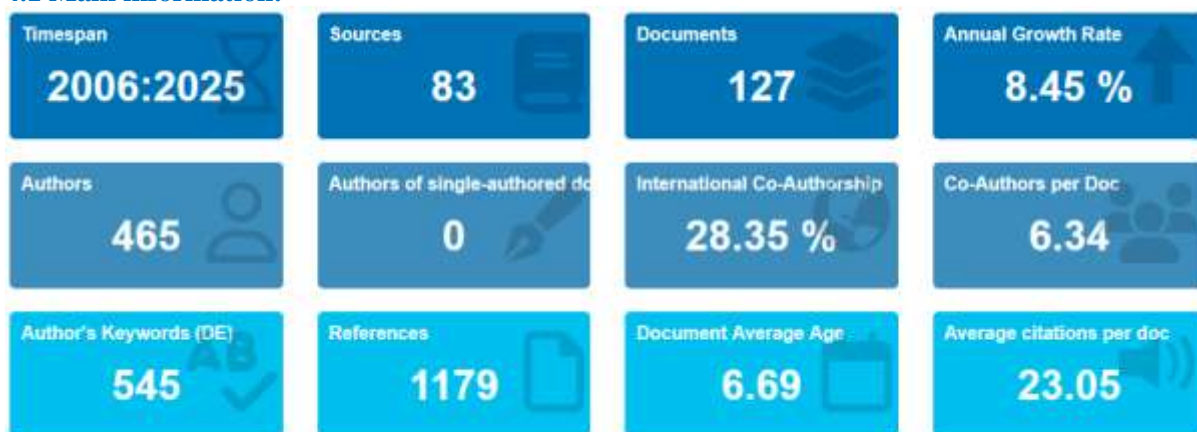 Timespan
2006:2025
Sources
83
Documents
127
Annual Growth Rate
8.45 %
Authors
465
Authors of single-authored do
0
International Co-Authorship
28.35 %
Co-Authors per Doc
6.34
Author's Keywords (DE)
545
References
1179
Document Average Age
6.69
Average citations per doc
23.05